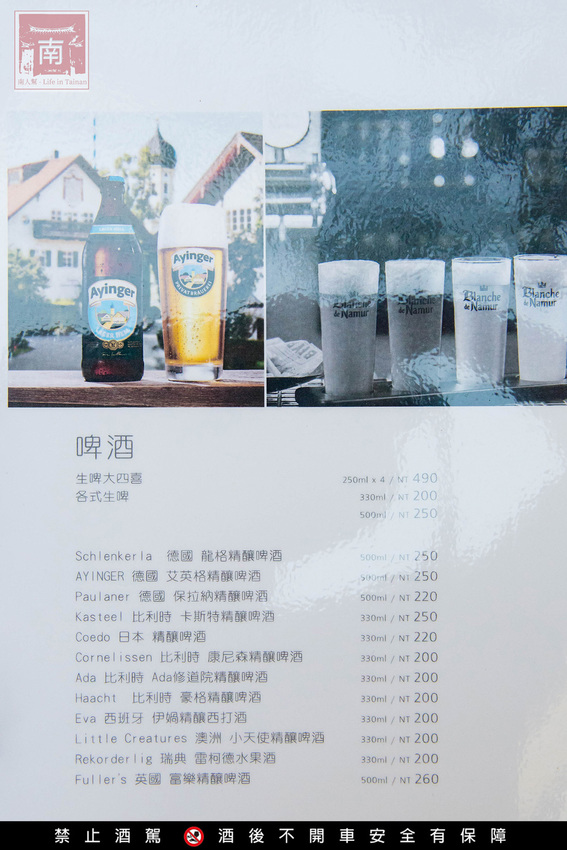 南
南人幫 - Life in Tainan
Ayinger
Ayinger
PRIVATBRAUEREI
Blanche
de Namur
Blanche
de Namur
Blanche
de Namur
Blanche
de Namur
啤酒
生啤大四喜 250ml x 4 / NT 490
各式生啤 330ml / NT 200
500ml / NT 250
Schlenkerla 德國 龍格精釀啤酒 500ml / NT 250
AYINGER 德國 艾英格精釀啤酒 500ml / NT 250
Paulaner 德國 保拉納精釀啤酒 500ml / NT 220
Kasteel 比利時 卡斯特精釀啤酒 330ml / NT 250
Coedo 日本 精釀啤酒 330ml / NT 220
Cornelissen 比利時 康尼森精釀啤酒 330ml / NT 200
Ada 比利時 Ada修道院精釀啤酒 330ml / NT 200
Haacht 比利時 豪格精釀啤酒 330ml / NT 200
Eva 西班牙 伊媧精釀西打酒 330ml / NT 200
Little Creatures 澳洲 小天使精釀啤酒 330ml / NT 200
Rekorderlig 瑞典 雷柯德水果酒 330ml / NT 200
Fuller's 英國 富樂精釀啤酒 500ml / NT 260
禁止酒駕 酒後不開車安全有保障